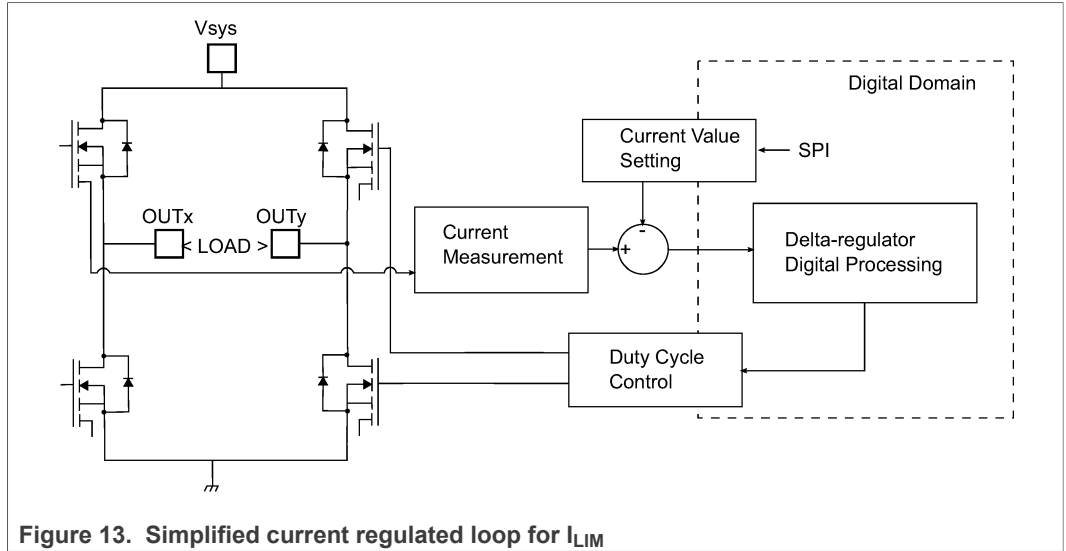 Vsys
Digital Domain
Current Value
Setting
SPI
OUTx
OUTy
< LOAD >
-
+
Current
Measurement
Delta-regulator
Digital Processing
Duty Cycle
Control
Figure 13. Simplified current regulated loop for I_LIM